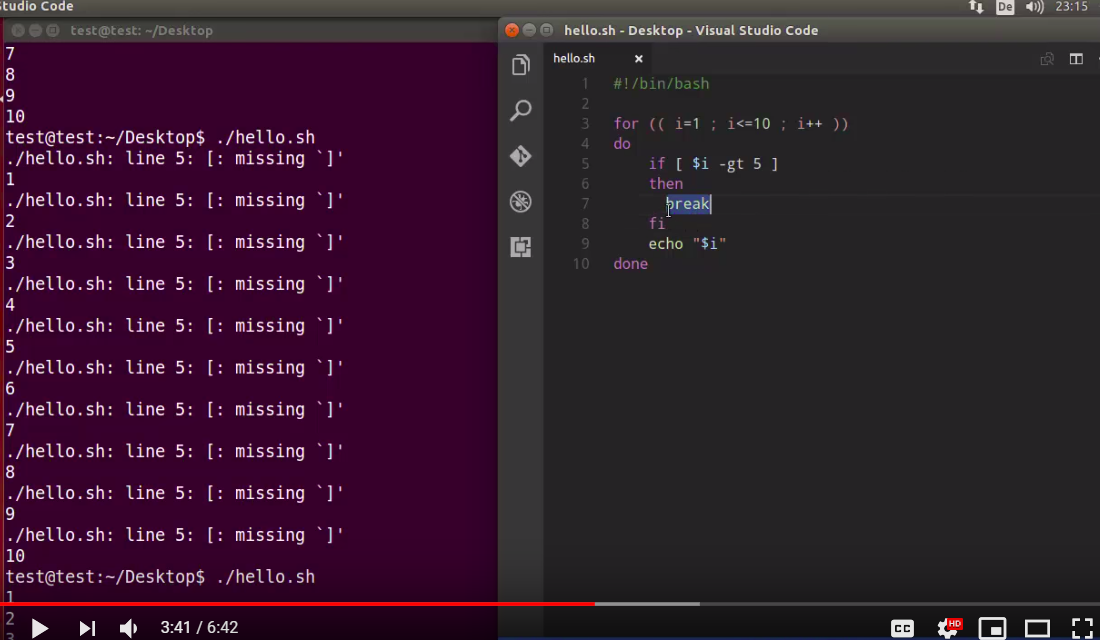 Studio Code
De
23:15
test@test: ~/Desktop
7
8
9
10
test@test:~/Desktop$ ./hello.sh
./hello.sh: line 5: [: missing `]'
1
./hello.sh: line 5: [: missing `]'
2
./hello.sh: line 5: [: missing `]'
3
./hello.sh: line 5: [: missing `]'
4
./hello.sh: line 5: [: missing `]'
5
./hello.sh: line 5: [: missing `]'
6
./hello.sh: line 5: [: missing `]'
7
./hello.sh: line 5: [: missing `]'
8
./hello.sh: line 5: [: missing `]'
9
./hello.sh: line 5: [: missing `]'
10
test@test:~/Desktop$ ./hello.sh
1
2
3
hello.sh - Desktop - Visual Studio Code
hello.sh
1 #!/bin/bash
2
3 for (( i=1 ; i<=10 ; i++ ))
4 do
5 if [ $i -gt 5 ]
6 then
7 break
8 fi
9 echo "$i"
10 done
3:41 / 6:42
CC
HD